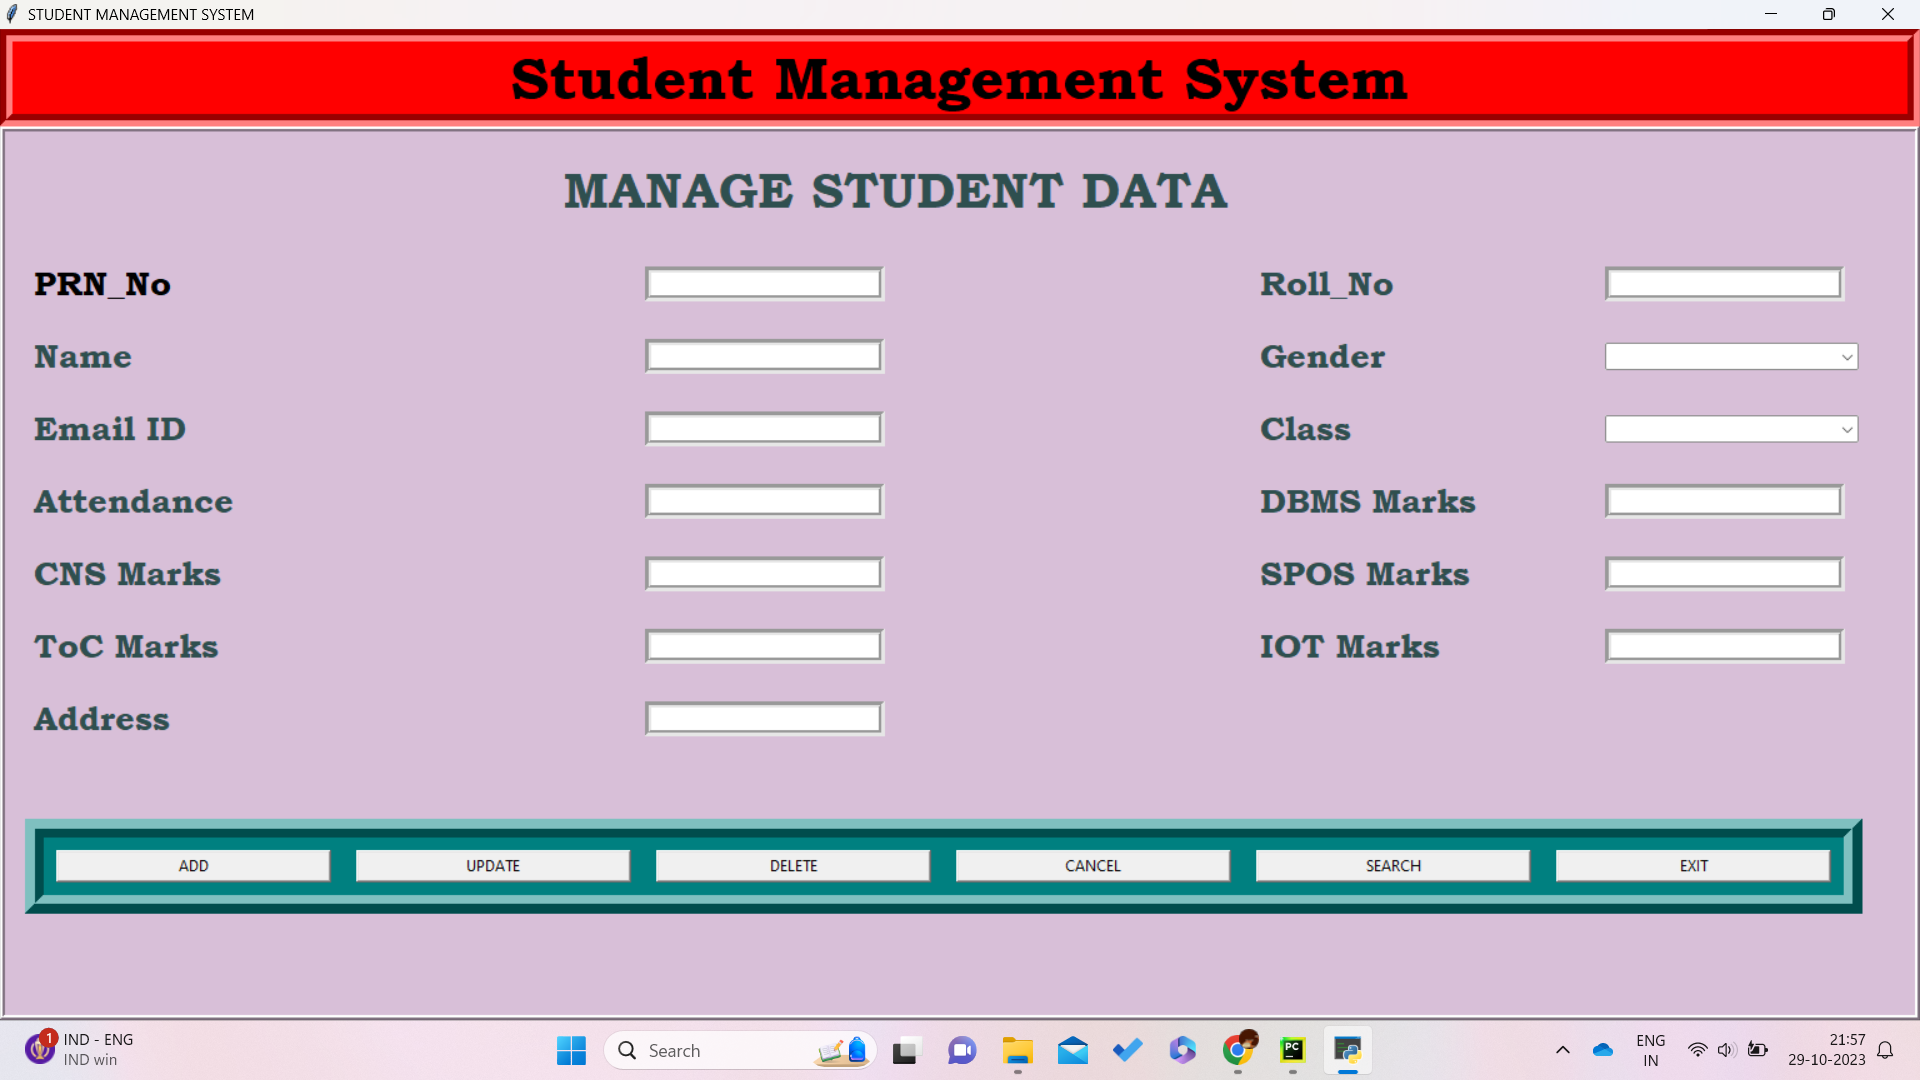 STUDENT MANAGEMENT SYSTEM
Student Management System
MANAGE STUDENT DATA
PRN_No
Roll_No
Name
Gender
Email ID
Class
Attendance
DBMS Marks
CNS Marks
SPOS Marks
ToC Marks
IOT Marks
Address
ADD
UPDATE
DELETE
CANCEL
SEARCH
EXIT
1
IND - ENG
IND win
Search
PC
ENG
IN
21:57
29-10-2023